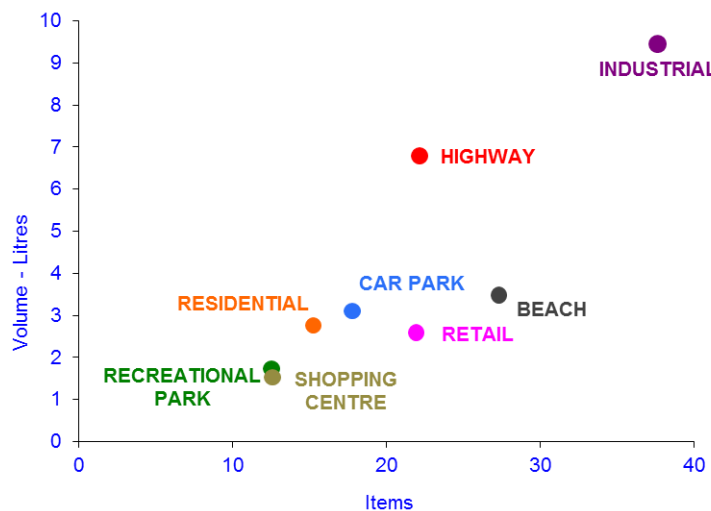 10
9
8
7
6
5
4
3
2
1
0
Volume - Litres
INDUSTRIAL
HIGHWAY
CAR PARK
RESIDENTIAL
BEACH
RETAIL
RECREATIONAL
PARK
SHOPPING
CENTRE
0 10 20 30 40
Items